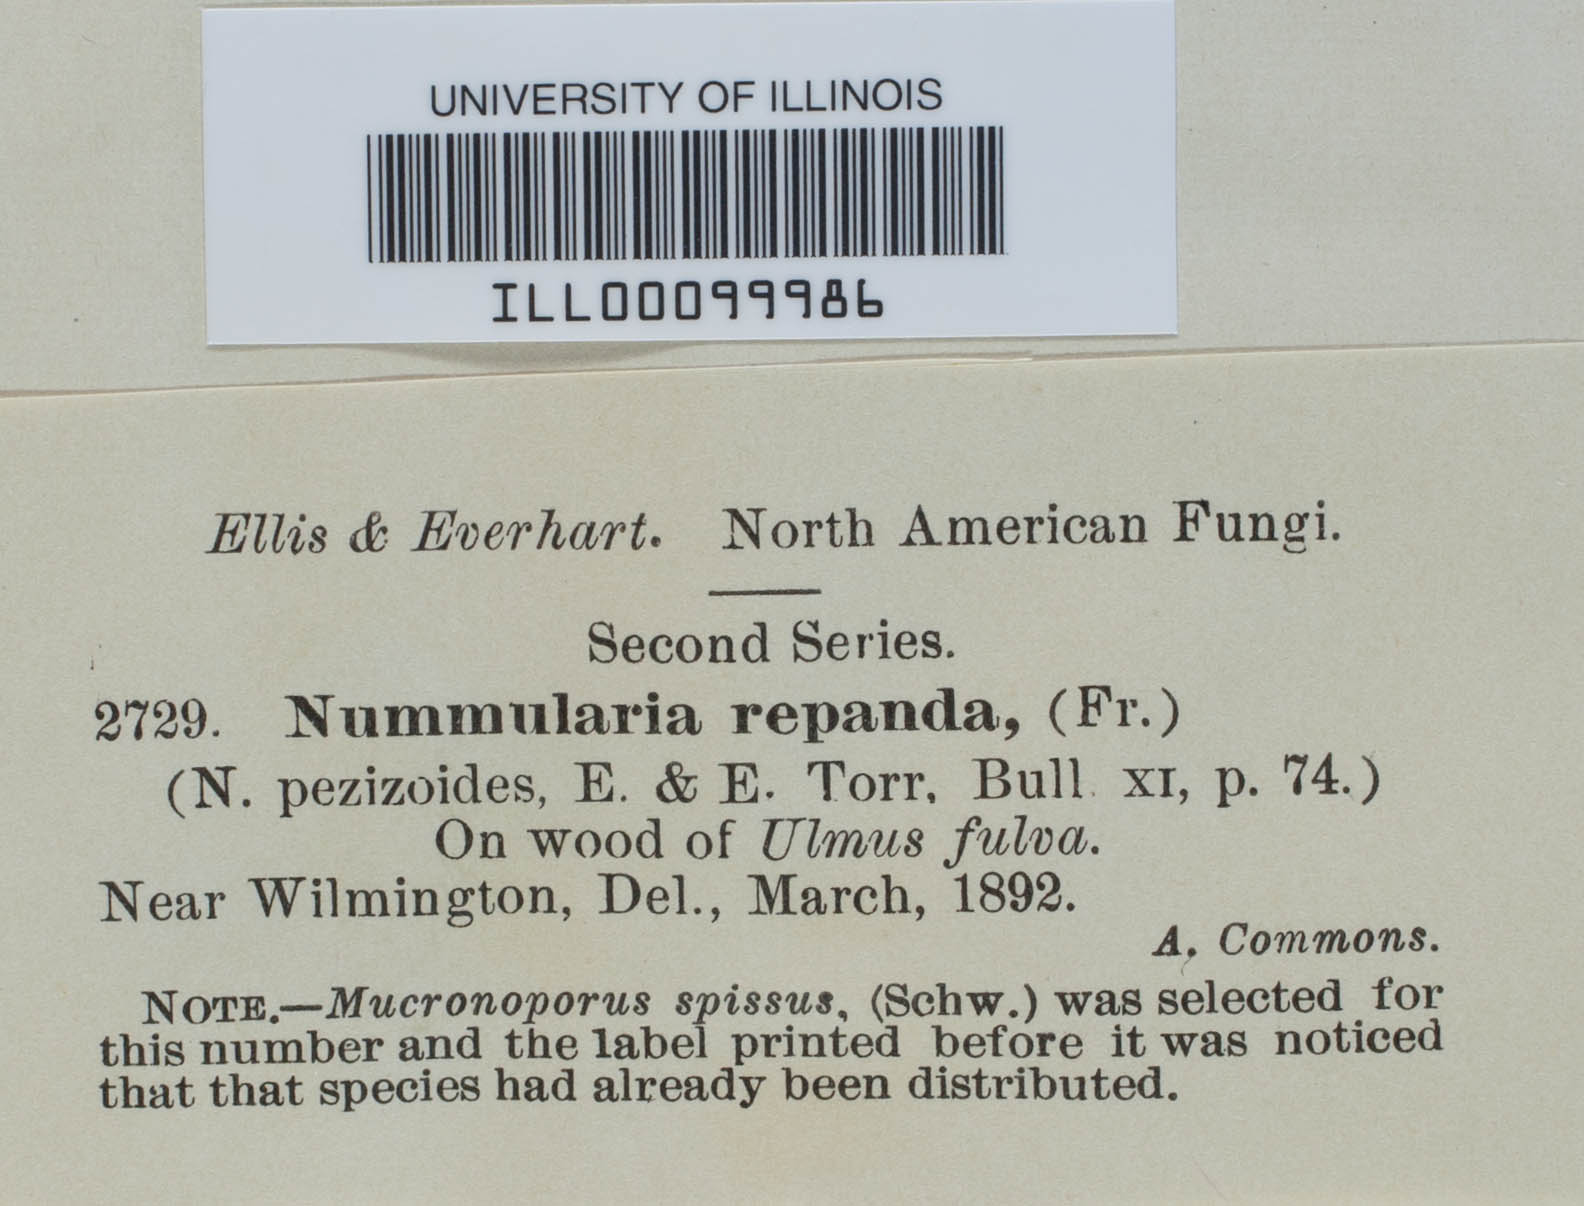 UNIVERSITY OF ILLINOIS
ILL00099986
Ellis & Everhart. North American Fungi.
Second Series.
2729. Nummularia repanda, (Fr.)
(N. pezizoides, E. & E. Torr, Bull. XI, p. 74.)
On wood of Ulmus fulva.
Near Wilmington, Del., March, 1892.
A. Commons.
NOTE.—Mucronoporus spissus, (Schw.) was selected for
this number and the label printed before it was noticed
that that species had already been distributed.